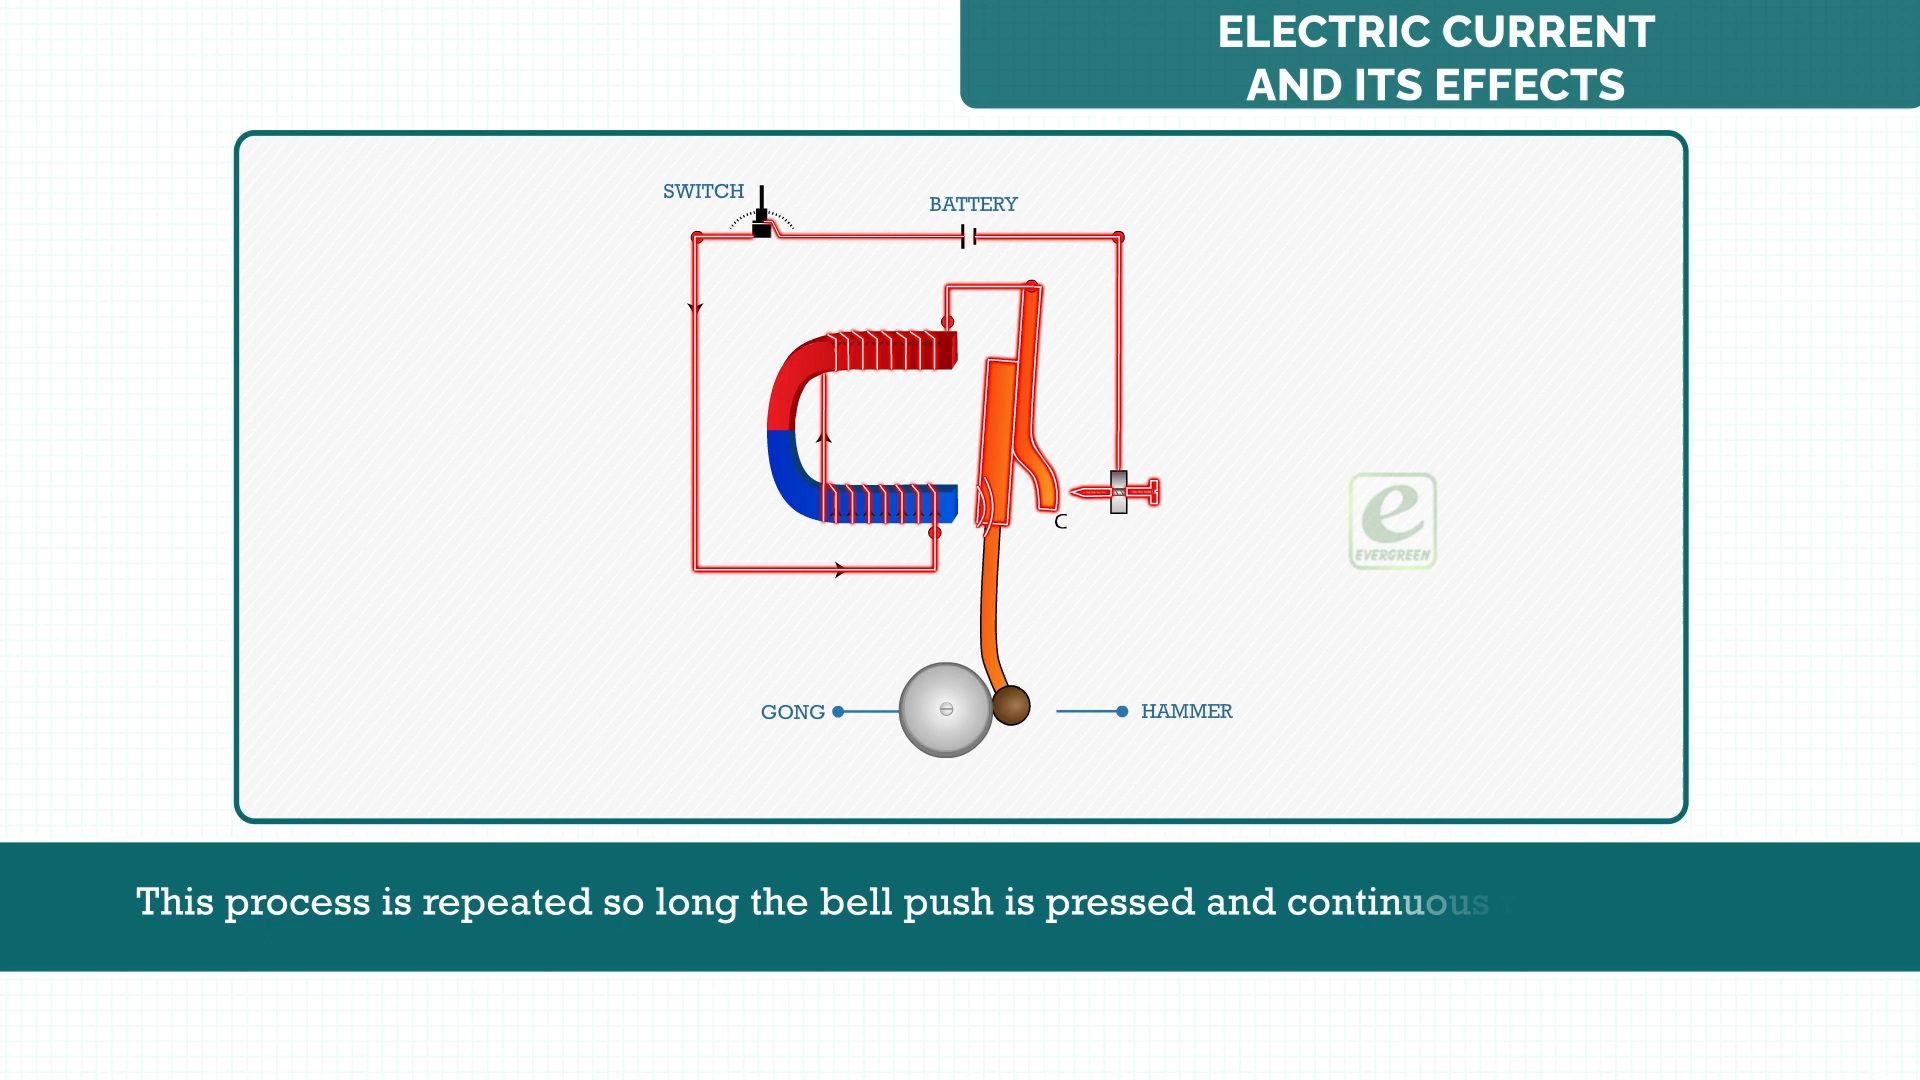 ELECTRIC CURRENT
AND ITS EFFECTS
SWITCH
BATTERY
C
e
EVERGREEN
GONG
HAMMER
This process is repeated so long the bell push is pressed and continuous